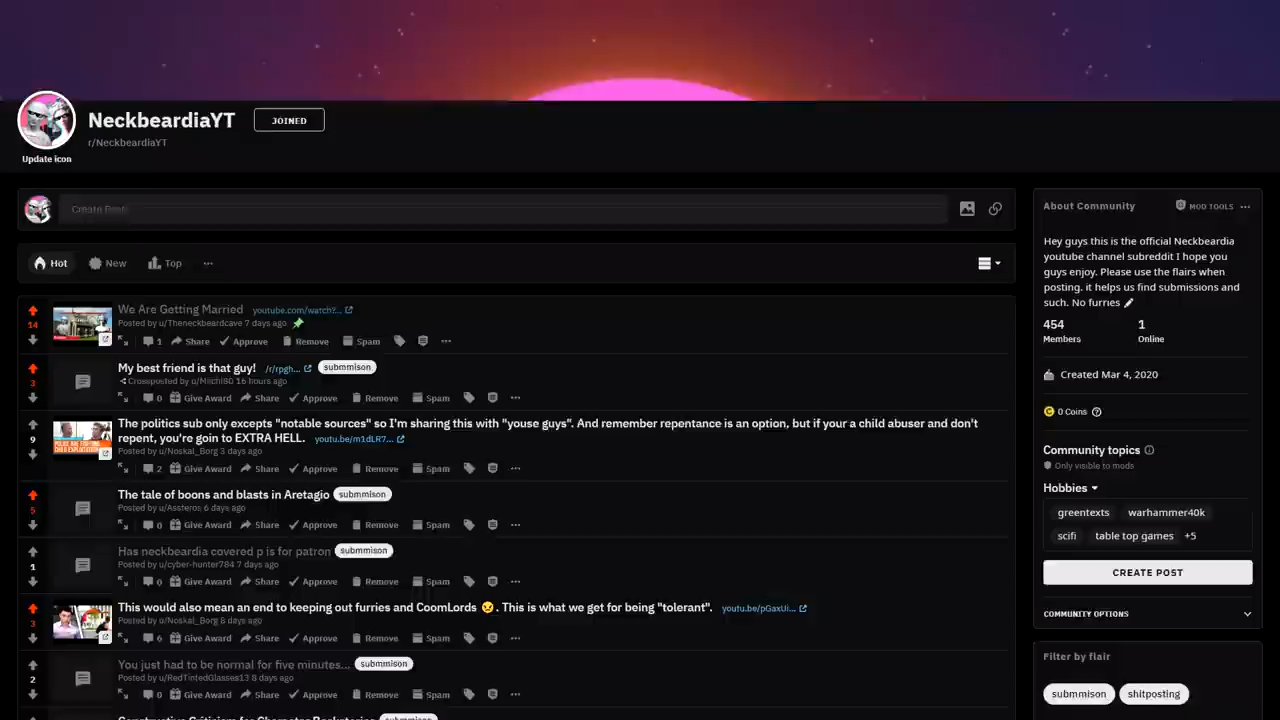 NeckbeardiaYT
JOINED
r/NeckbeardiaYT
Update icon
Create Post
Hot New Top
We Are Getting Married youtube.com/watch?...
14
Posted by u/Theneckbeardcave 7 days ago
1 Share Approve Remove Spam
My best friend is that guy! /r/rpgh... submmison
3
Crossposted by 16 hours ago
0 Give Award Share Approve Remove Spam
The politics sub only excepts "notable sources" so I'm sharing this with "youse guys". And remember repentance is an option, but if your a child abuser and don't
9
repent, you're goin to EXTRA HELL. youtu.be/m1dLR7...
Posted by u/Noskal_Borg 3 days ago
2 Give Award Share Approve Remove Spam
The tale of boons and blasts in Aretagio submmison
5
Posted by u/Assteros 6 days ago
0 Give Award Share Approve Remove Spam
Has neckbeardia covered p is for patron submmison
1
Posted by u/cyber-hunter784 7 days ago
0 Give Award Share Approve Remove Spam
This would also mean an end to keeping out furries and CoomLords 😉. This is what we get for being "tolerant". youtu.be/pGaxUi...
3
Posted by u/Noskal_Borg 8 days ago
6 Give Award Share Approve Remove Spam
You just had to be normal for five minutes... submmison
2
Posted by u/RedTintedGlasses13 8 days ago
0 Give Award Share Approve Remove Spam
About Community MOD TOOLS
Hey guys this is the official Neckbeardia
youtube channel subreddit I hope you
guys enjoy. Please use the flairs when
posting. it helps us find submissions and
such. No furries
454 1
Members Online
Created Mar 4, 2020
0 Coins
Community topics
Only visible to mods
Hobbies
greentexts warhammer40k
scifi table top games +5
CREATE POST
COMMUNITY OPTIONS
Filter by flair
submmison shitposting